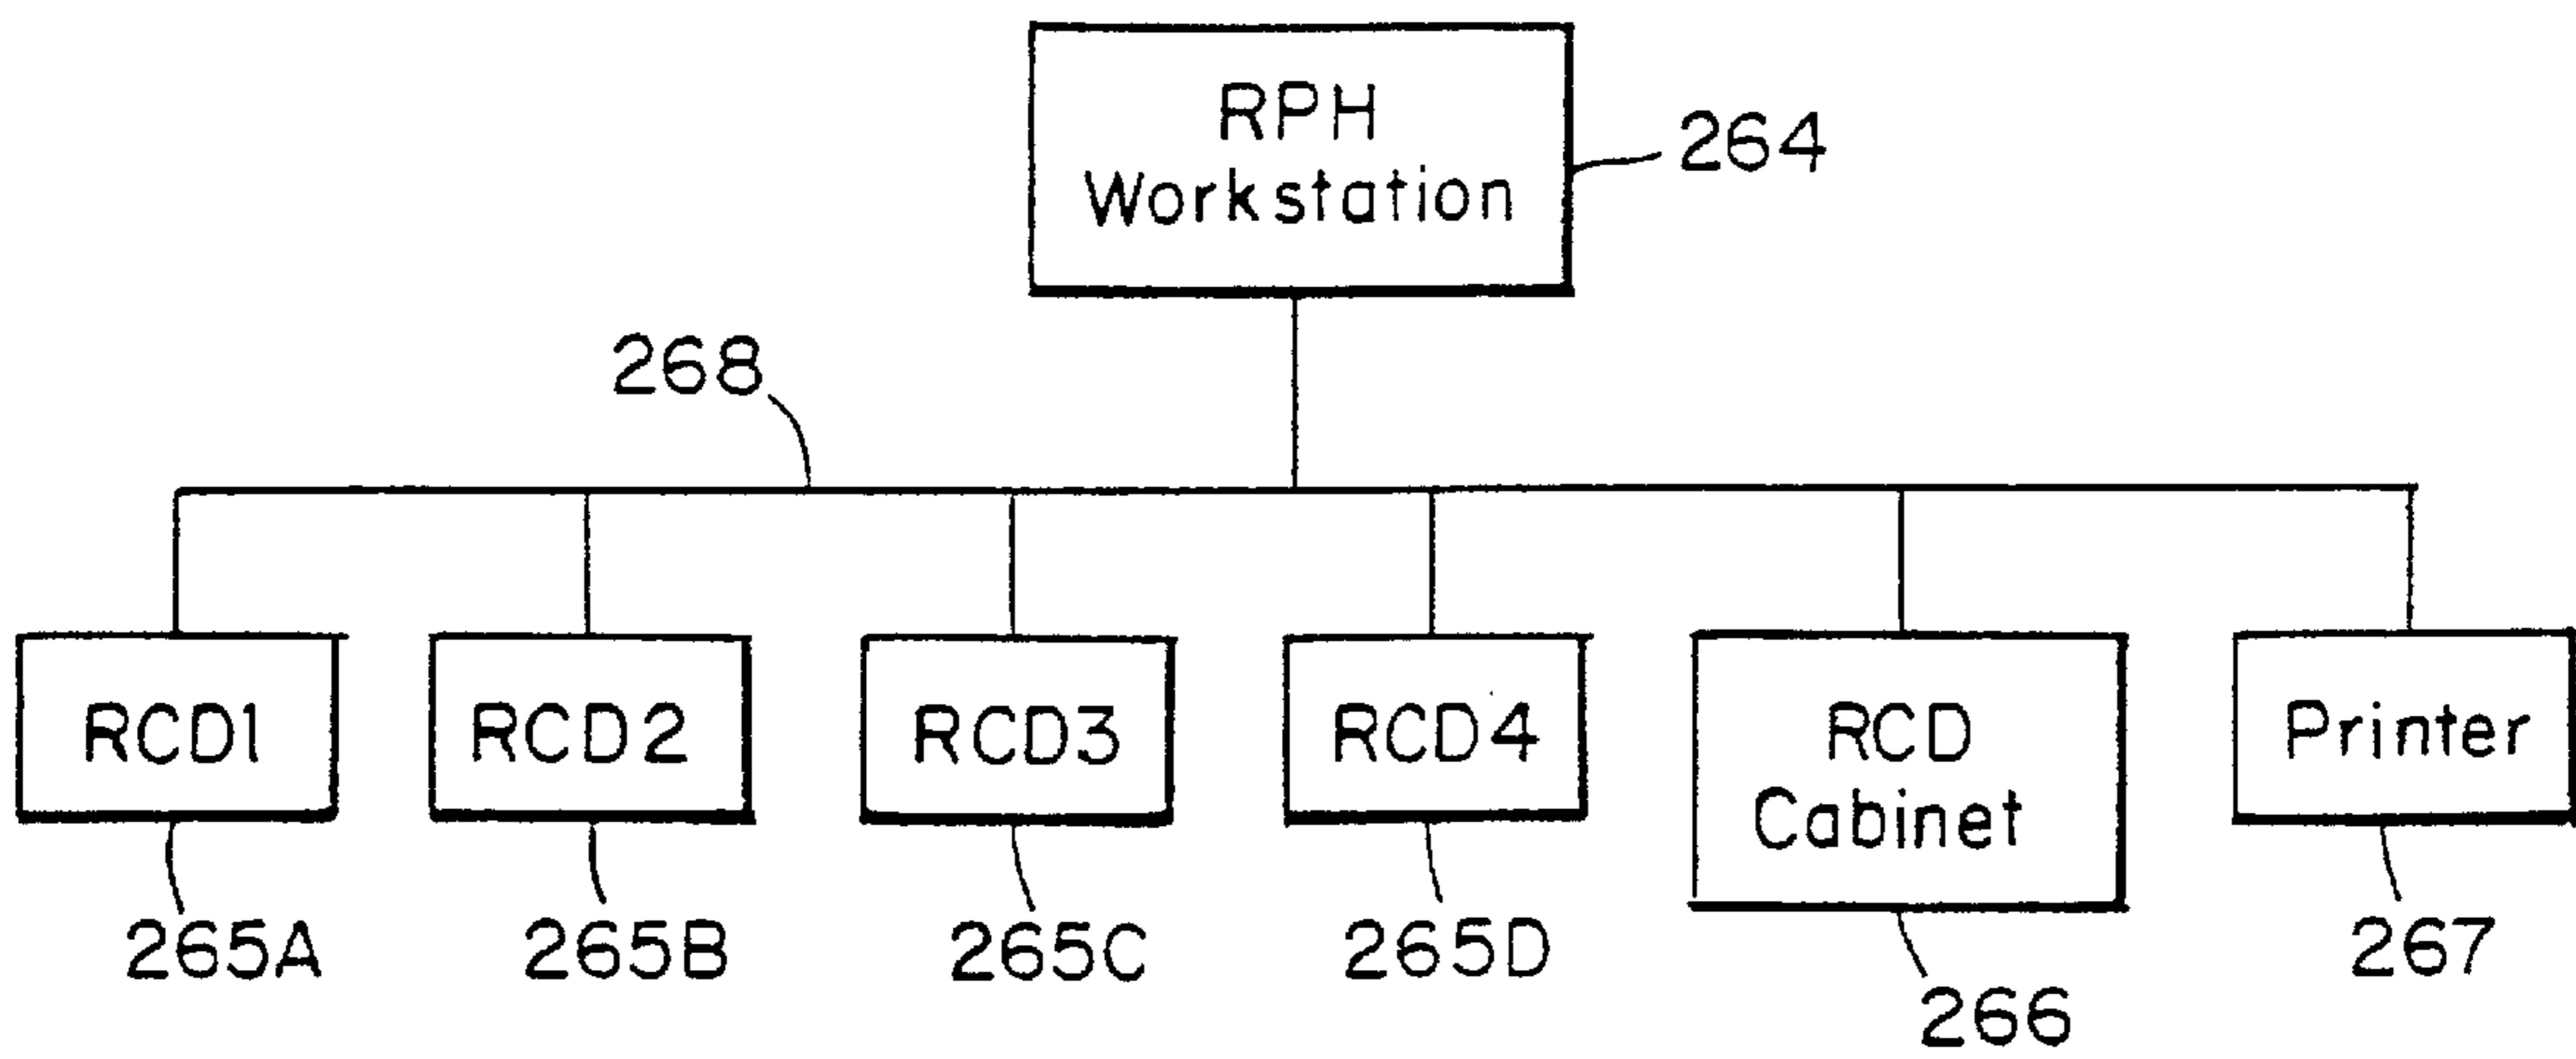 RPH
Workstation
264
268
RCD1
RCD2
RCD3
RCD4
RCD
Cabinet
Printer
265A
265B
265C
265D
266
267